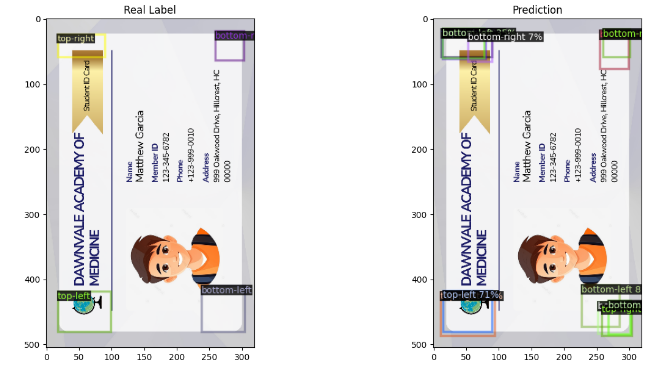 Real Label
Prediction
0
100
200
300
400
500
0
50
100
150
200
250
300
top-right
bottom-
Student ID Card
DAWNVALE ACADEMY OF
MEDICINE
Name
Matthew Garcia
Member ID
123-345-6782
Phone
+123-999-0010
Address
999 Oakwood Drive, Hillcrest, HC
00000
top-left
bottom-left
0
100
200
300
400
500
0
50
100
150
200
250
300
bottom-right 7%
Student ID Card
DAWNVALE ACADEMY OF
MEDICINE
Name
Matthew Garcia
Member ID
123-345-6782
Phone
+123-999-0010
Address
999 Oakwood Drive, Hillcrest, HC
00000
top-left 71%
bottom-left 8